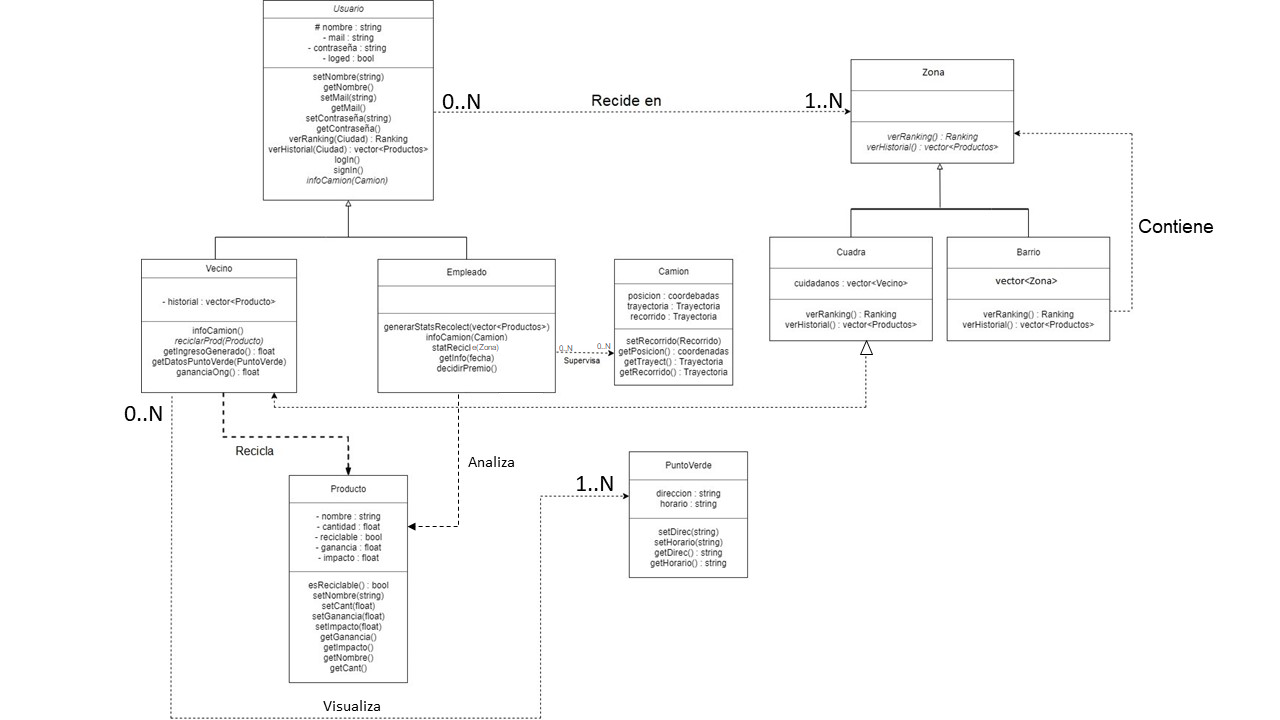 Usuario
# nombre : string
- mail : string
- contraseña : string
- loged : bool
setNombre(string)
getNombre()
setMail(string)
getMail()
setContraseña(string)
getContraseña()
verRanking(Ciudad) : Ranking
verHistorial(Ciudad) : vector<Productos>
logIn()
signIn()
infoCamion(Camion)
0..N
Recide en
1..N
Zona
verRanking() : Ranking
verHistorial() : vector<Productos>
Contiene
Vecino
- historial : vector<Producto>
infoCamion()
reciclarProd(Producto)
getIngresoGenerado() : float
getDatosPuntoVerde(PuntoVerde)
gananciaOng() : float
Empleado
generarStatsRecolect(vector<Productos>)
infoCamion(Camion)
statRecicle(Zona)
getInfo(fecha)
decidirPremio()
0..N
0..N
Supervisa
Camion
posicion : coordebadas
trayectoria : Trayectoria
recorrido : Trayectoria
setRecorrido(Recorrido)
getPosicion() : coordenadas
getTrayect() : Trayectoria
getRecorrido() : Trayectoria
Cuadra
cuidadanos : vector<Vecino>
verRanking() : Ranking
verHistorial() : vector<Productos>
Barrio
vector<Zona>
verRanking() : Ranking
verHistorial() : vector<Productos>
0..N
Recicla
Analiza
Producto
- nombre : string
- cantidad : float
- reciclable : bool
- ganancia : float
- impacto : float
esReciclable() : bool
setNombre(string)
setCant(float)
setGanancia(float)
setImpacto(float)
getGanancia()
getImpacto()
getNombre()
getCant()
1..N
PuntoVerde
direccion : string
horario : string
setDirec(string)
setHorario(string)
getDirec() : string
getHorario() : string
Visualiza